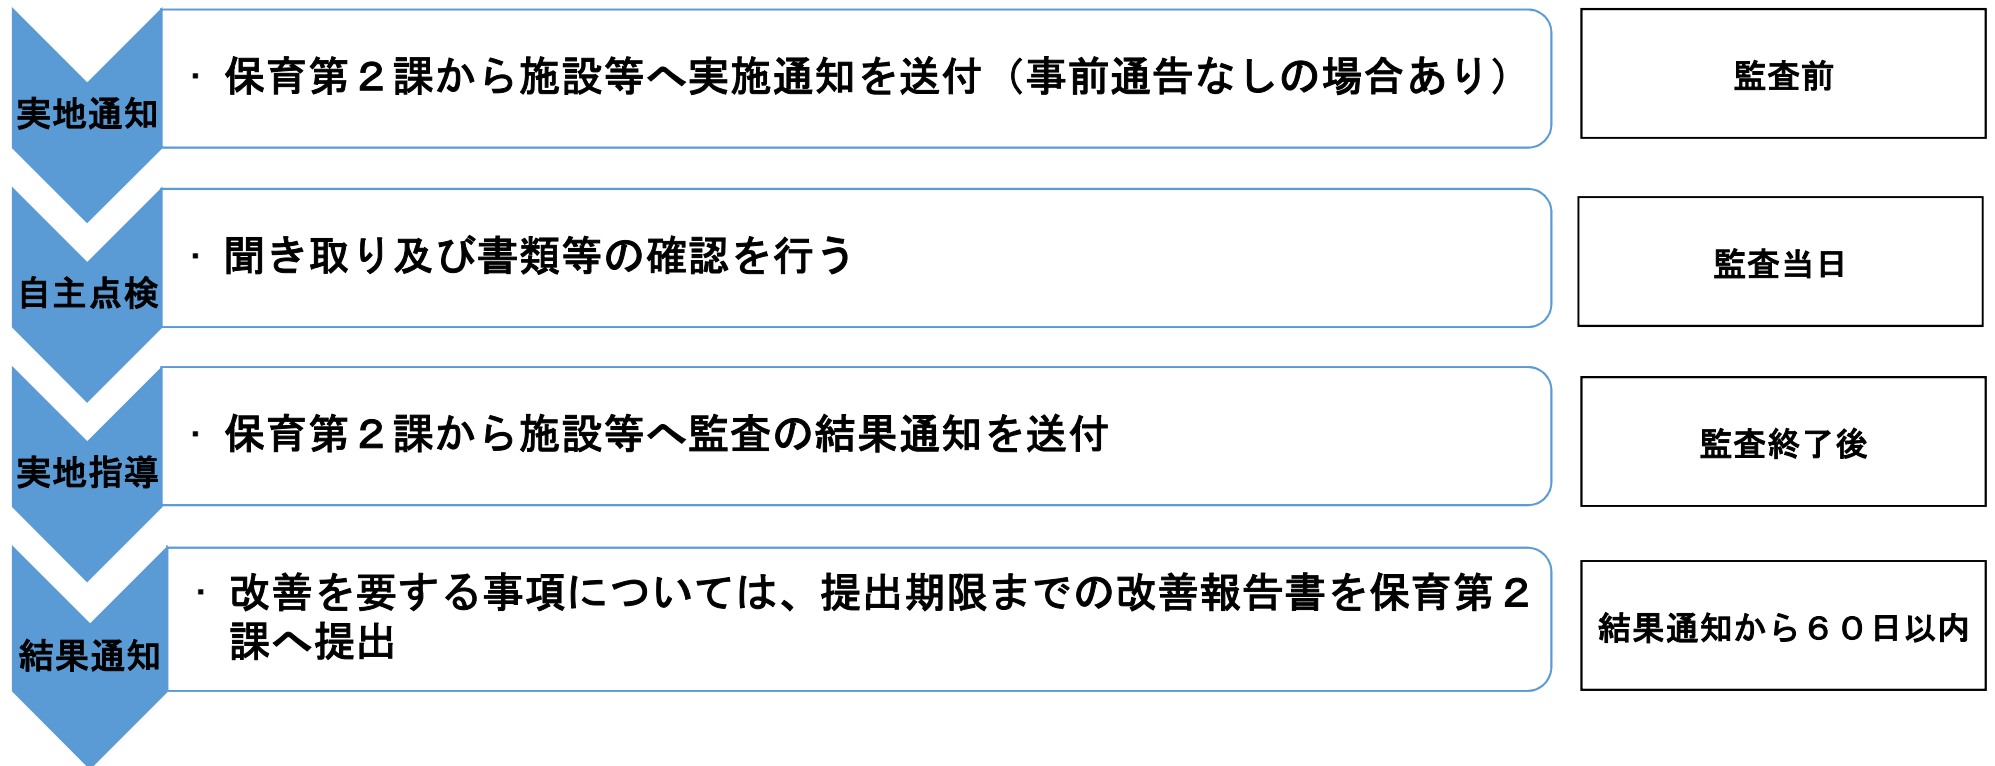 実地通知
・保育第２課から施設等へ実施通知を送付（事前通告なしの場合あり）
監査前
自主点検
・聞き取り及び書類等の確認を行う
監査当日
実地指導
・保育第２課から施設等へ監査の結果通知を送付
監査終了後
結果通知
・改善を要する事項については、提出期限までの改善報告書を保育第２
課へ提出
結果通知から６０日以内